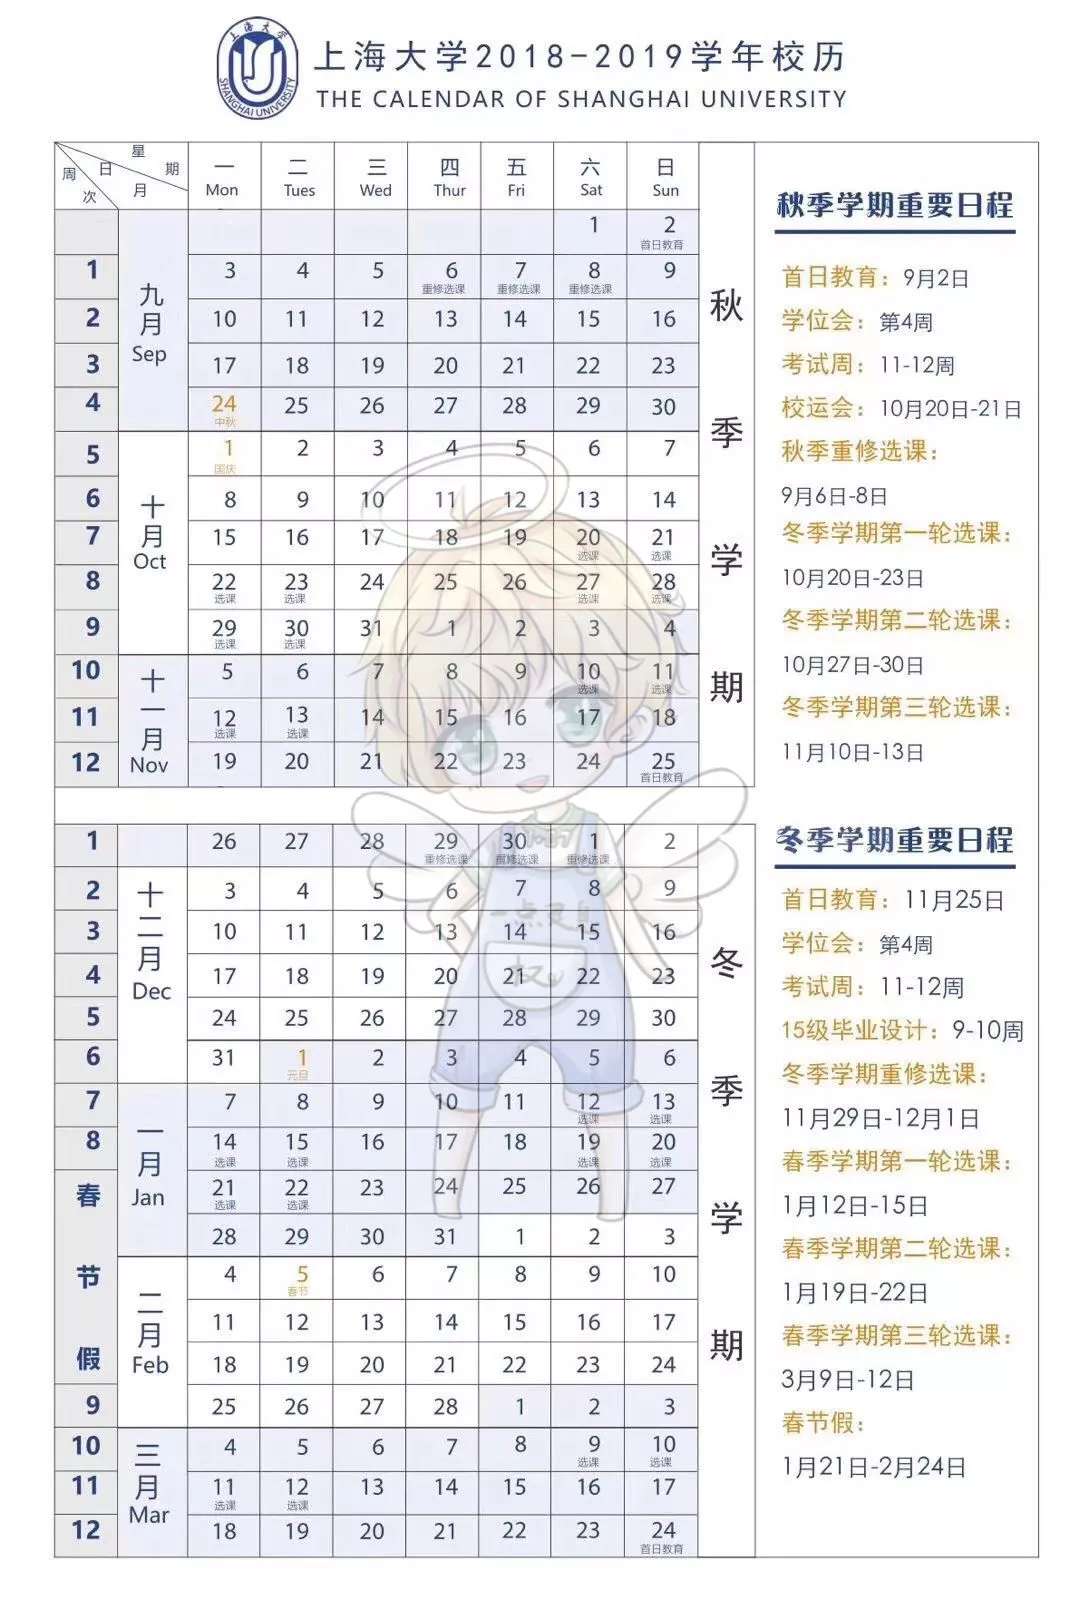 上海大学2018-2019学年校历
THE CALENDAR OF SHANGHAI UNIVERSITY
上海大学
SHANGHAI UNIVERSITY
周次 日 月 星期 一 二 三 四 五 六 日
Mon Tues Wed Thur Fri Sat Sun
九月 Sep
1 2
首日教育
1 3 4 5 6 7 8 9
重修选课 重修选课 重修选课
2 10 11 12 13 14 15 16
3 17 18 19 20 21 22 23
4 24 25 26 27 28 29 30
中秋
十月 Oct
5 1 2 3 4 5 6 7
国庆
6 8 9 10 11 12 13 14
7 15 16 17 18 19 20 21
选课 选课
8 22 23 24 25 26 27 28
选课 选课 选课 选课
9 29 30 31 1 2 3 4
选课 选课
十一月 Nov
10 5 6 7 8 9 10 11
选课 选课
11 12 13 14 15 16 17 18
选课 选课
12 19 20 21 22 23 24 25
首日教育
秋季学期
秋季学期重要日程
首日教育：9月2日
学位会：第4周
考试周：11-12周
校运会：10月20日-21日
秋季重修选课：
9月6日-8日
冬季学期第一轮选课：
10月20日-23日
冬季学期第二轮选课：
10月27日-30日
冬季学期第三轮选课：
11月10日-13日
十二月 Dec
1 26 27 28 29 30 1 2
重修选课 重修选课 重修选课
2 3 4 5 6 7 8 9
3 10 11 12 13 14 15 16
4 17 18 19 20 21 22 23
5 24 25 26 27 28 29 30
6 31 1 2 3 4 5 6
元旦
一月 Jan
7 7 8 9 10 11 12 13
选课 选课
8 14 15 16 17 18 19 20
选课 选课 选课 选课
春节假
21 22 23 24 25 26 27
选课 选课
28 29 30 31 1 2 3
二月 Feb
4 5 6 7 8 9 10
春节
11 12 13 14 15 16 17
18 19 20 21 22 23 24
9 25 26 27 28 1 2 3
三月 Mar
10 4 5 6 7 8 9 10
选课 选课
11 11 12 13 14 15 16 17
选课 选课
12 18 19 20 21 22 23 24
首日教育
冬季学期
冬季学期重要日程
首日教育：11月25日
学位会：第4周
考试周：11-12周
15级毕业设计：9-10周
冬季学期重修选课：
11月29日-12月1日
春季学期第一轮选课：
1月12日-15日
春季学期第二轮选课：
1月19日-22日
春季学期第三轮选课：
3月9日-12日
春节假：
1月21日-2月24日